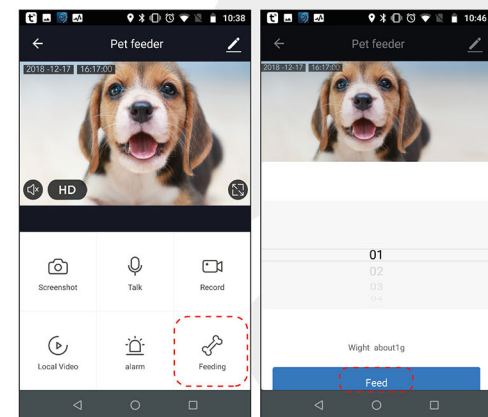 10:38
Pet feeder
2018-12-17 16:17:00
HD
Screenshot
Talk
Record
Local Video
alarm
Feeding
10:46
Pet feeder
2018-12-17 16:17:00
01
02
03
04
Wight about1g
Feed